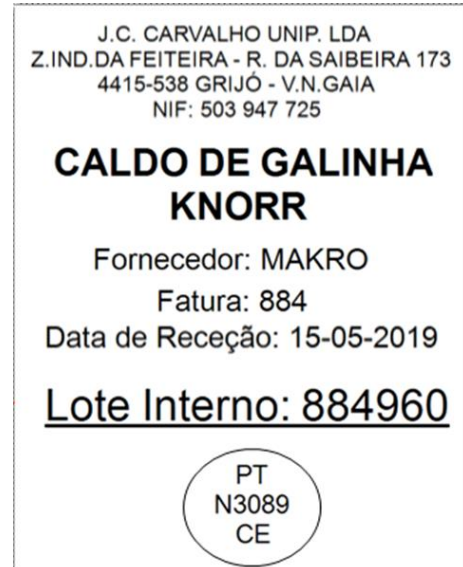 J.C. CARVALHO UNIP. LDA
Z.IND.DA FEITEIRA - R. DA SAIBEIRA 173
4415-538 GRIJÓ - V.N.GAIA
NIF: 503 947 725
CALDO DE GALINHA
KNORR
Fornecedor: MAKRO
Fatura: 884
Data de Receção: 15-05-2019
Lote Interno: 884960
PT
N3089
CE